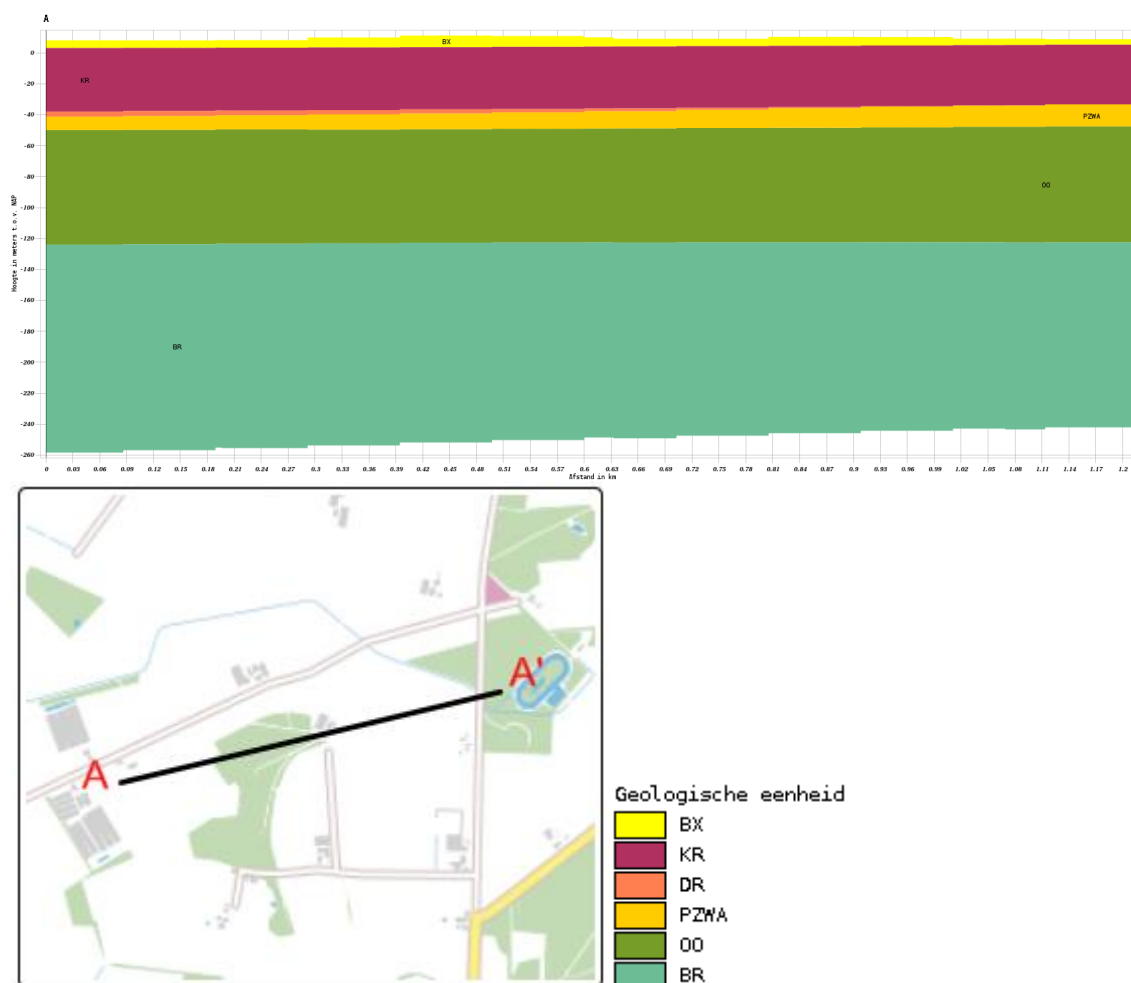 A
BX
0
KR
-20
-40
PZWA
-60
-80
OO
-100
-120
-140
-160
-180
BR
-200
-220
-240
-260
Hoogte in meters t.o.v. NAP
0 0.03 0.06 0.09 0.12 0.15 0.18 0.21 0.24 0.27 0.3 0.33 0.36 0.39 0.42 0.45 0.48 0.51 0.54 0.57 0.6 0.63 0.66 0.69 0.72 0.75 0.78 0.81 0.84 0.87 0.9 0.93 0.96 0.99 1.02 1.05 1.08 1.11 1.14 1.17 1.2
Afstand in km
A'
A
Geologische eenheid
BX
KR
DR
PZWA
OO
BR